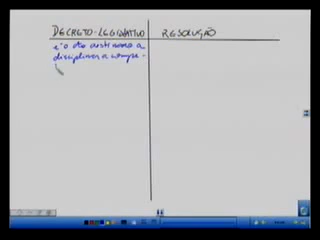 DECRETO-LEGISLATIVO
RESOLUÇÃO
é o ato destinado a
disciplinar a compe-